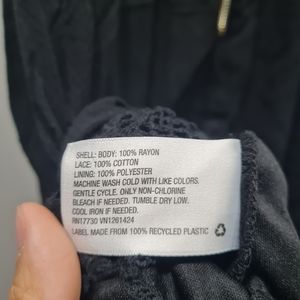 SHELL: BODY: 100% RAYON
LACE: 100% COTTON
LINING: 100% POLYESTER
MACHINE WASH COLD WITH LIKE COLORS.
GENTLE CYCLE. ONLY NON-CHLORINE
BLEACH IF NEEDED. TUMBLE DRY LOW.
COOL IRON IF NEEDED.
RN17730 VN1261424
LABEL MADE FROM 100% RECYCLED PLASTIC